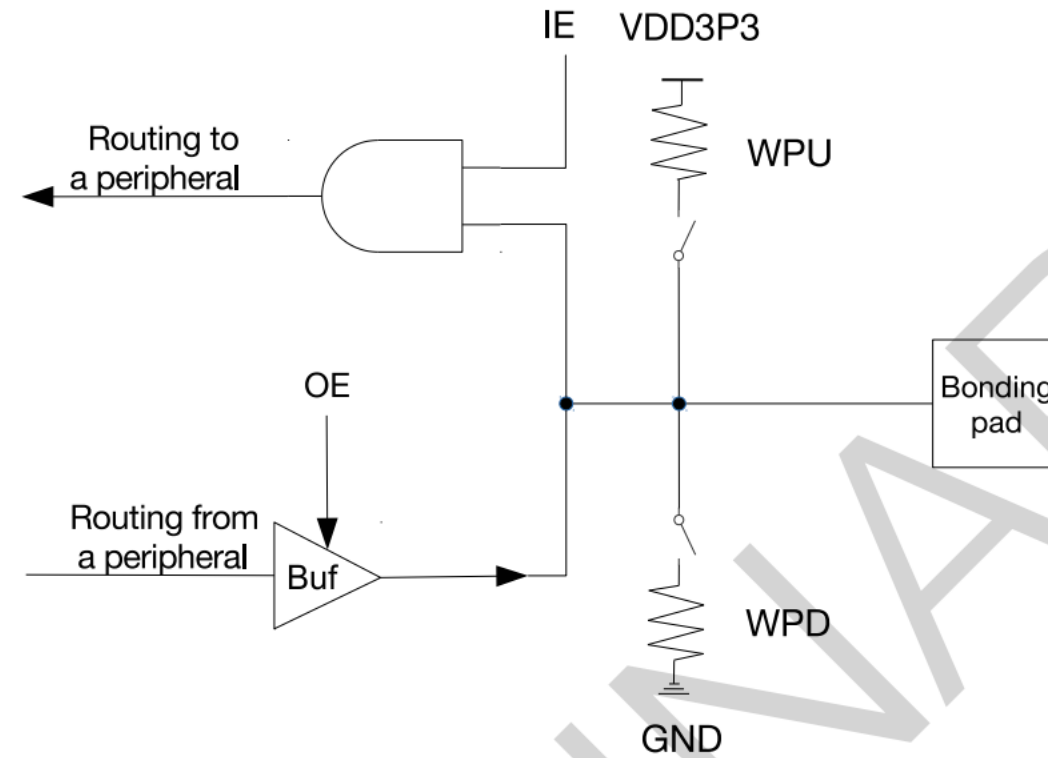 IE
VDD3P3
Routing to
a peripheral
WPU
OE
Bonding
pad
Routing from
a peripheral
Buf
WPD
GND